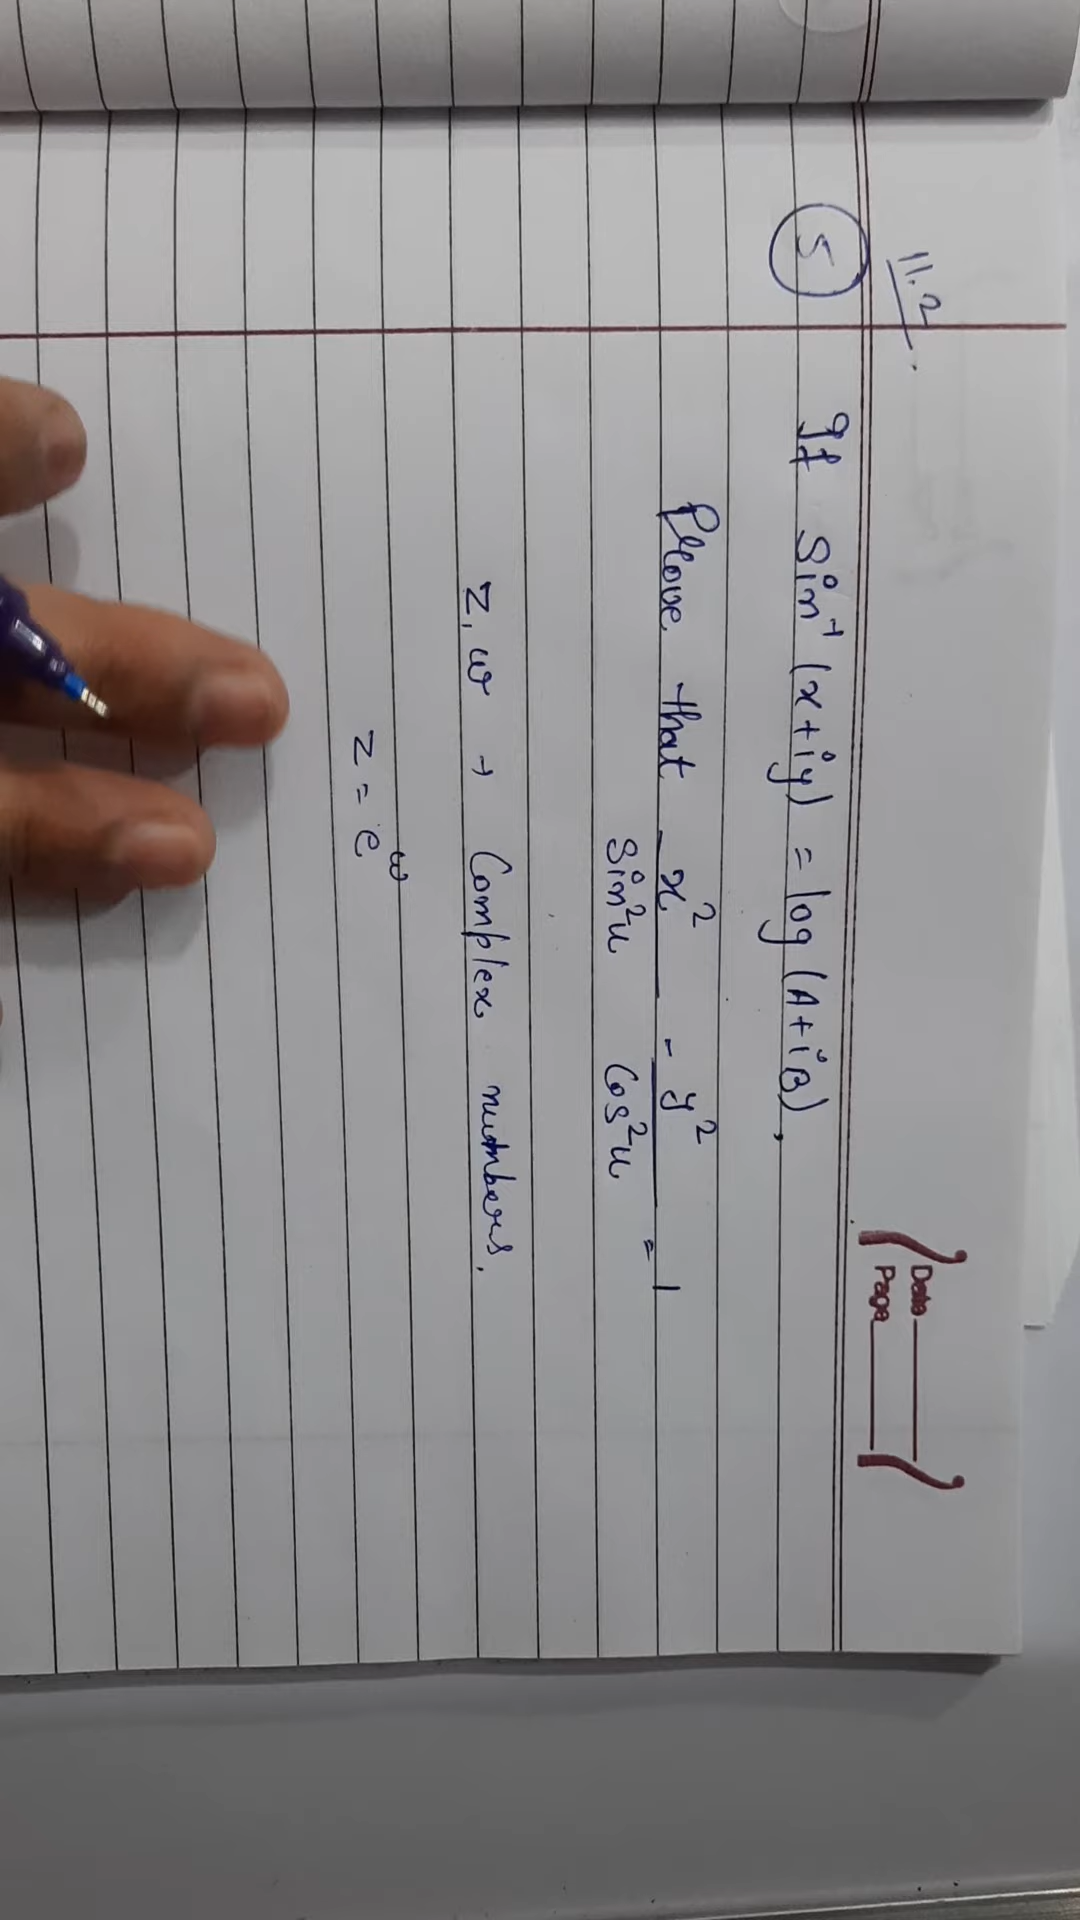 11.2
Date
Page
5 If Sin⁻¹ (x+iy) = log (A+iB),
Prove that x²/Sin²u - y²/Cos²u = 1
z, w → Complex numbers.
z = e^w